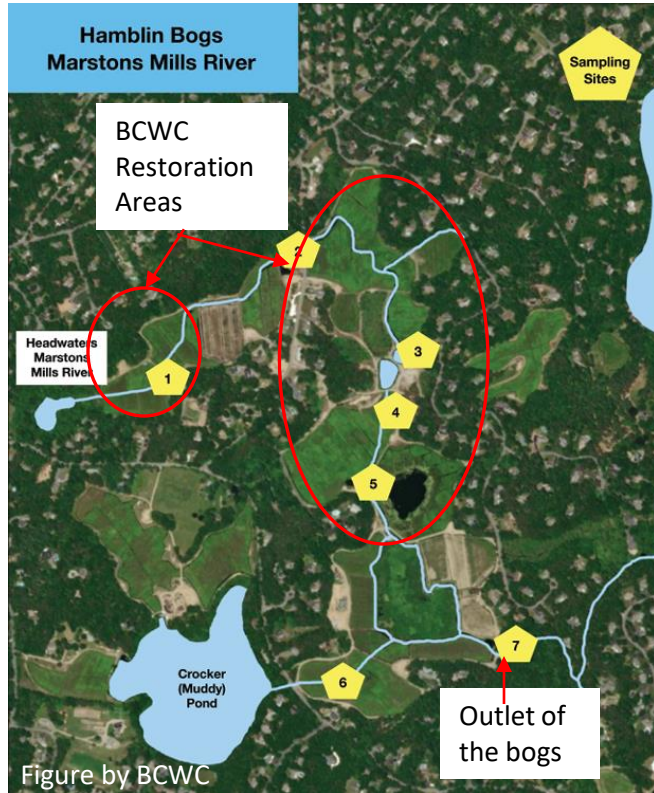 Hamblin Bogs
Marstons Mills River
Sampling
Sites
BCWC
Restoration
Areas
2
Headwaters
Marstons
Mills River
1
3
4
5
7
6
Crocker
(Muddy)
Pond
Outlet of
the bogs
Figure by BCWC